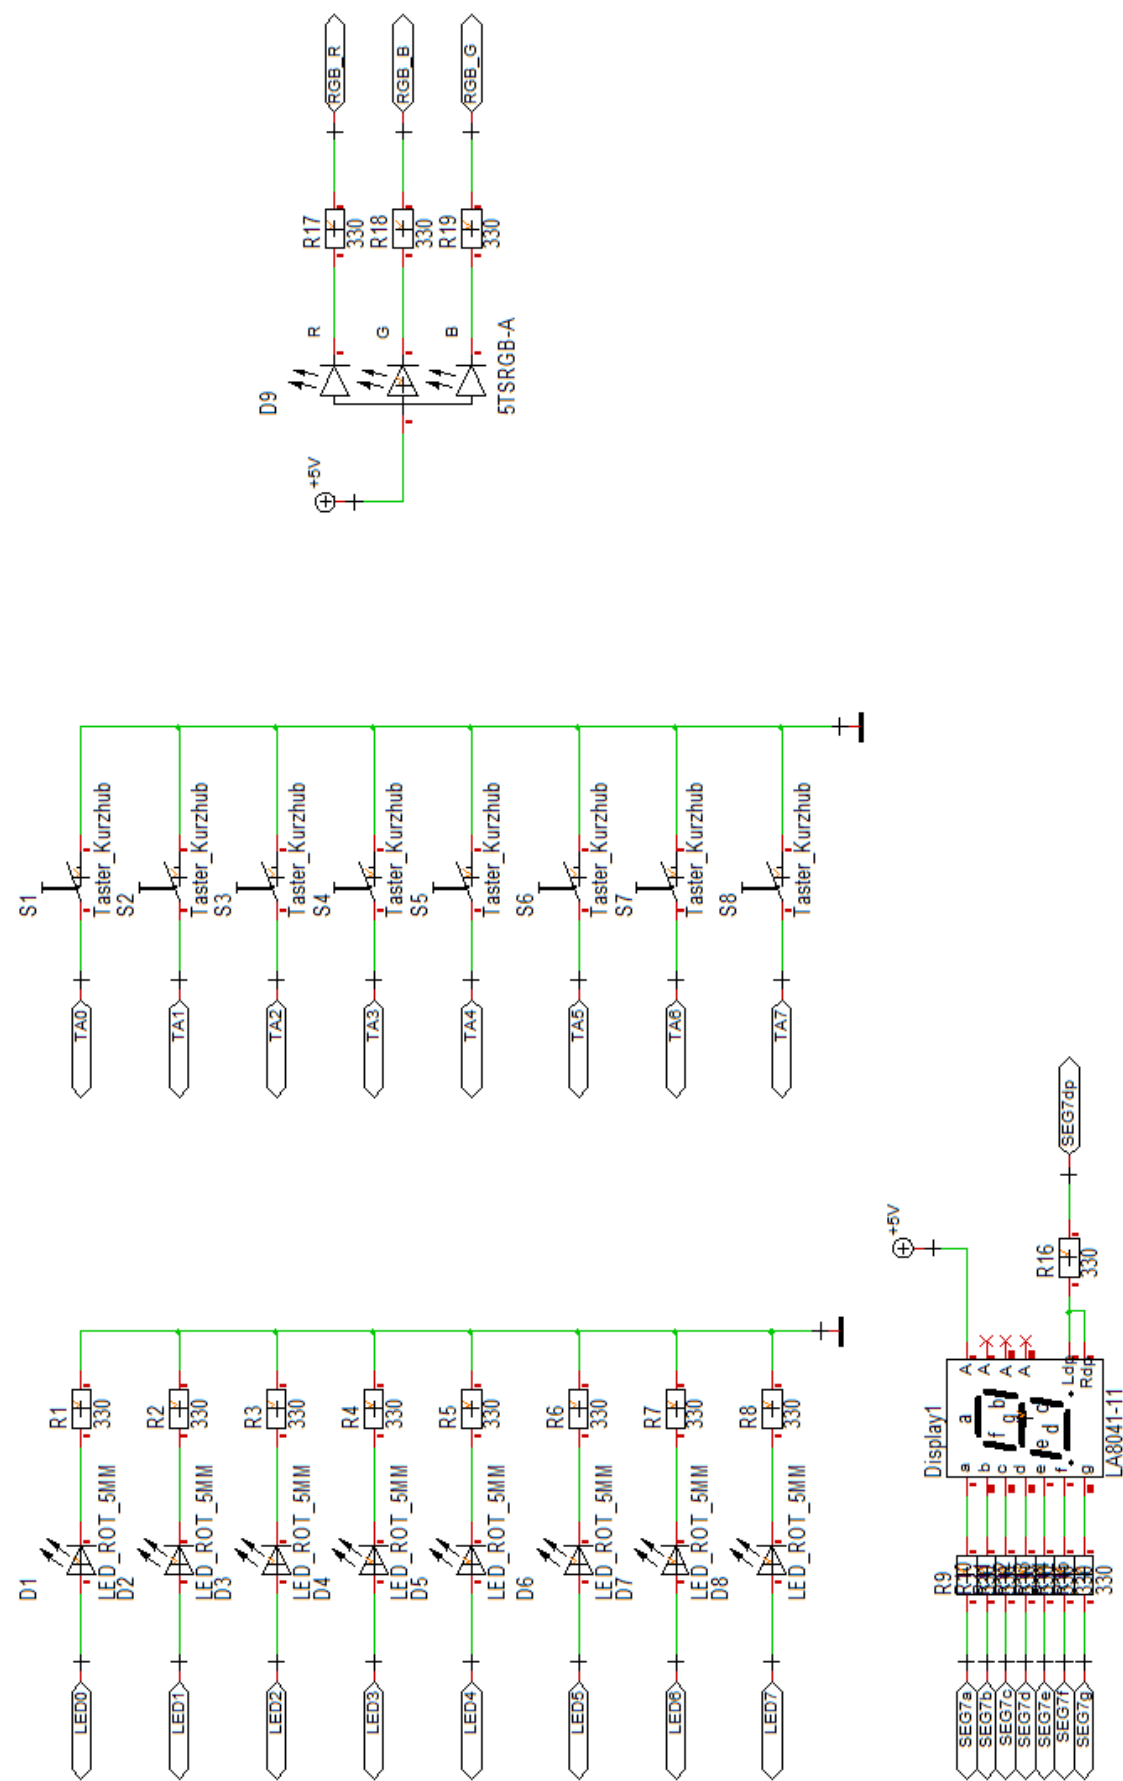 RGB_R
RGB_B
RGB_G
R17
330
R18
330
R19
330
R
G
B
D9
5TSRGB-A
+5V
S1
Taster_Kurzhub
S2
Taster_Kurzhub
S3
Taster_Kurzhub
S4
Taster_Kurzhub
S5
Taster_Kurzhub
S6
Taster_Kurzhub
S7
Taster_Kurzhub
S8
Taster_Kurzhub
TA0
TA1
TA2
TA3
TA4
TA5
TA6
TA7
SEG7dp
+5V
R16
330
R1
330
R2
330
R3
330
R4
330
R5
330
R6
330
R7
330
R8
330
D1
LED_ROT_5MM
D2
LED_ROT_5MM
D3
LED_ROT_5MM
D4
LED_ROT_5MM
D5
LED_ROT_5MM
D6
LED_ROT_5MM
D7
LED_ROT_5MM
D8
LED_ROT_5MM
LED0
LED1
LED2
LED3
LED4
LED5
LED6
LED7
Display1
LA8041-11
A
A
A
A
Ldp
Rdp
a
b
c
d
e
f
g
a
b
c
d
e
f
g
R9
330
SEG7a
SEG7b
SEG7c
SEG7d
SEG7e
SEG7f
SEG7g